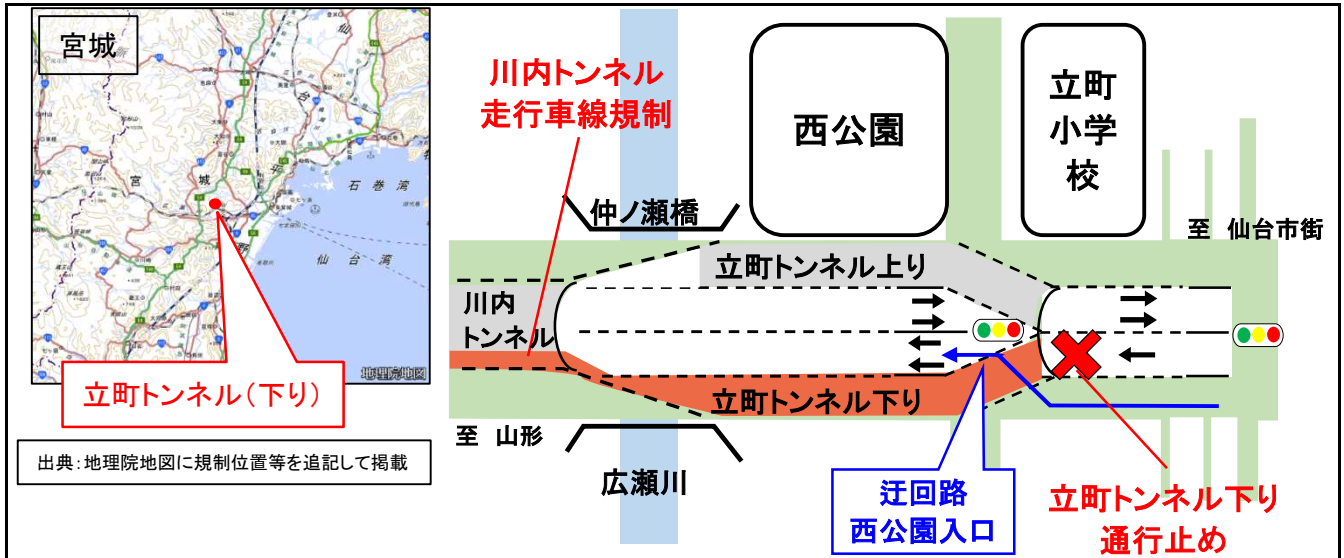 宮城
石巻湾
仙台湾
地理院地図
立町トンネル(下り)
出典:地理院地図に規制位置等を追記して掲載
川内トンネル
走行車線規制
西公園
立町
小学
校
仲ノ瀬橋
至 仙台市街
立町トンネル上り
川内
トンネル
立町トンネル下り
至 山形
広瀬川
迂回路
西公園入口
立町トンネル下り
通行止め